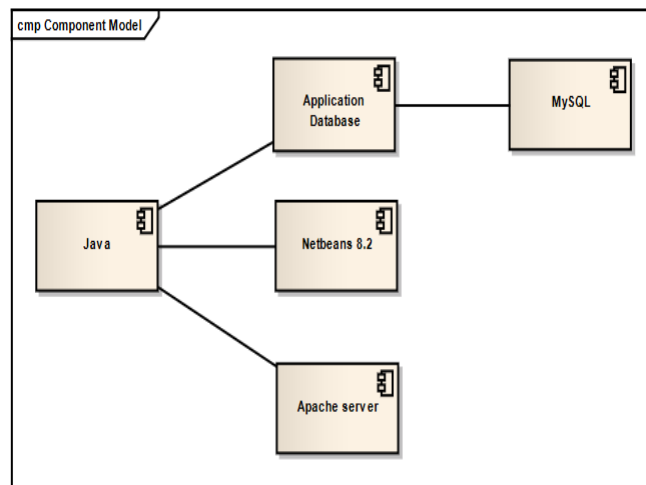 cmp Component Model
Application
Database
MySQL
Java
Netbeans 8.2
Apache server